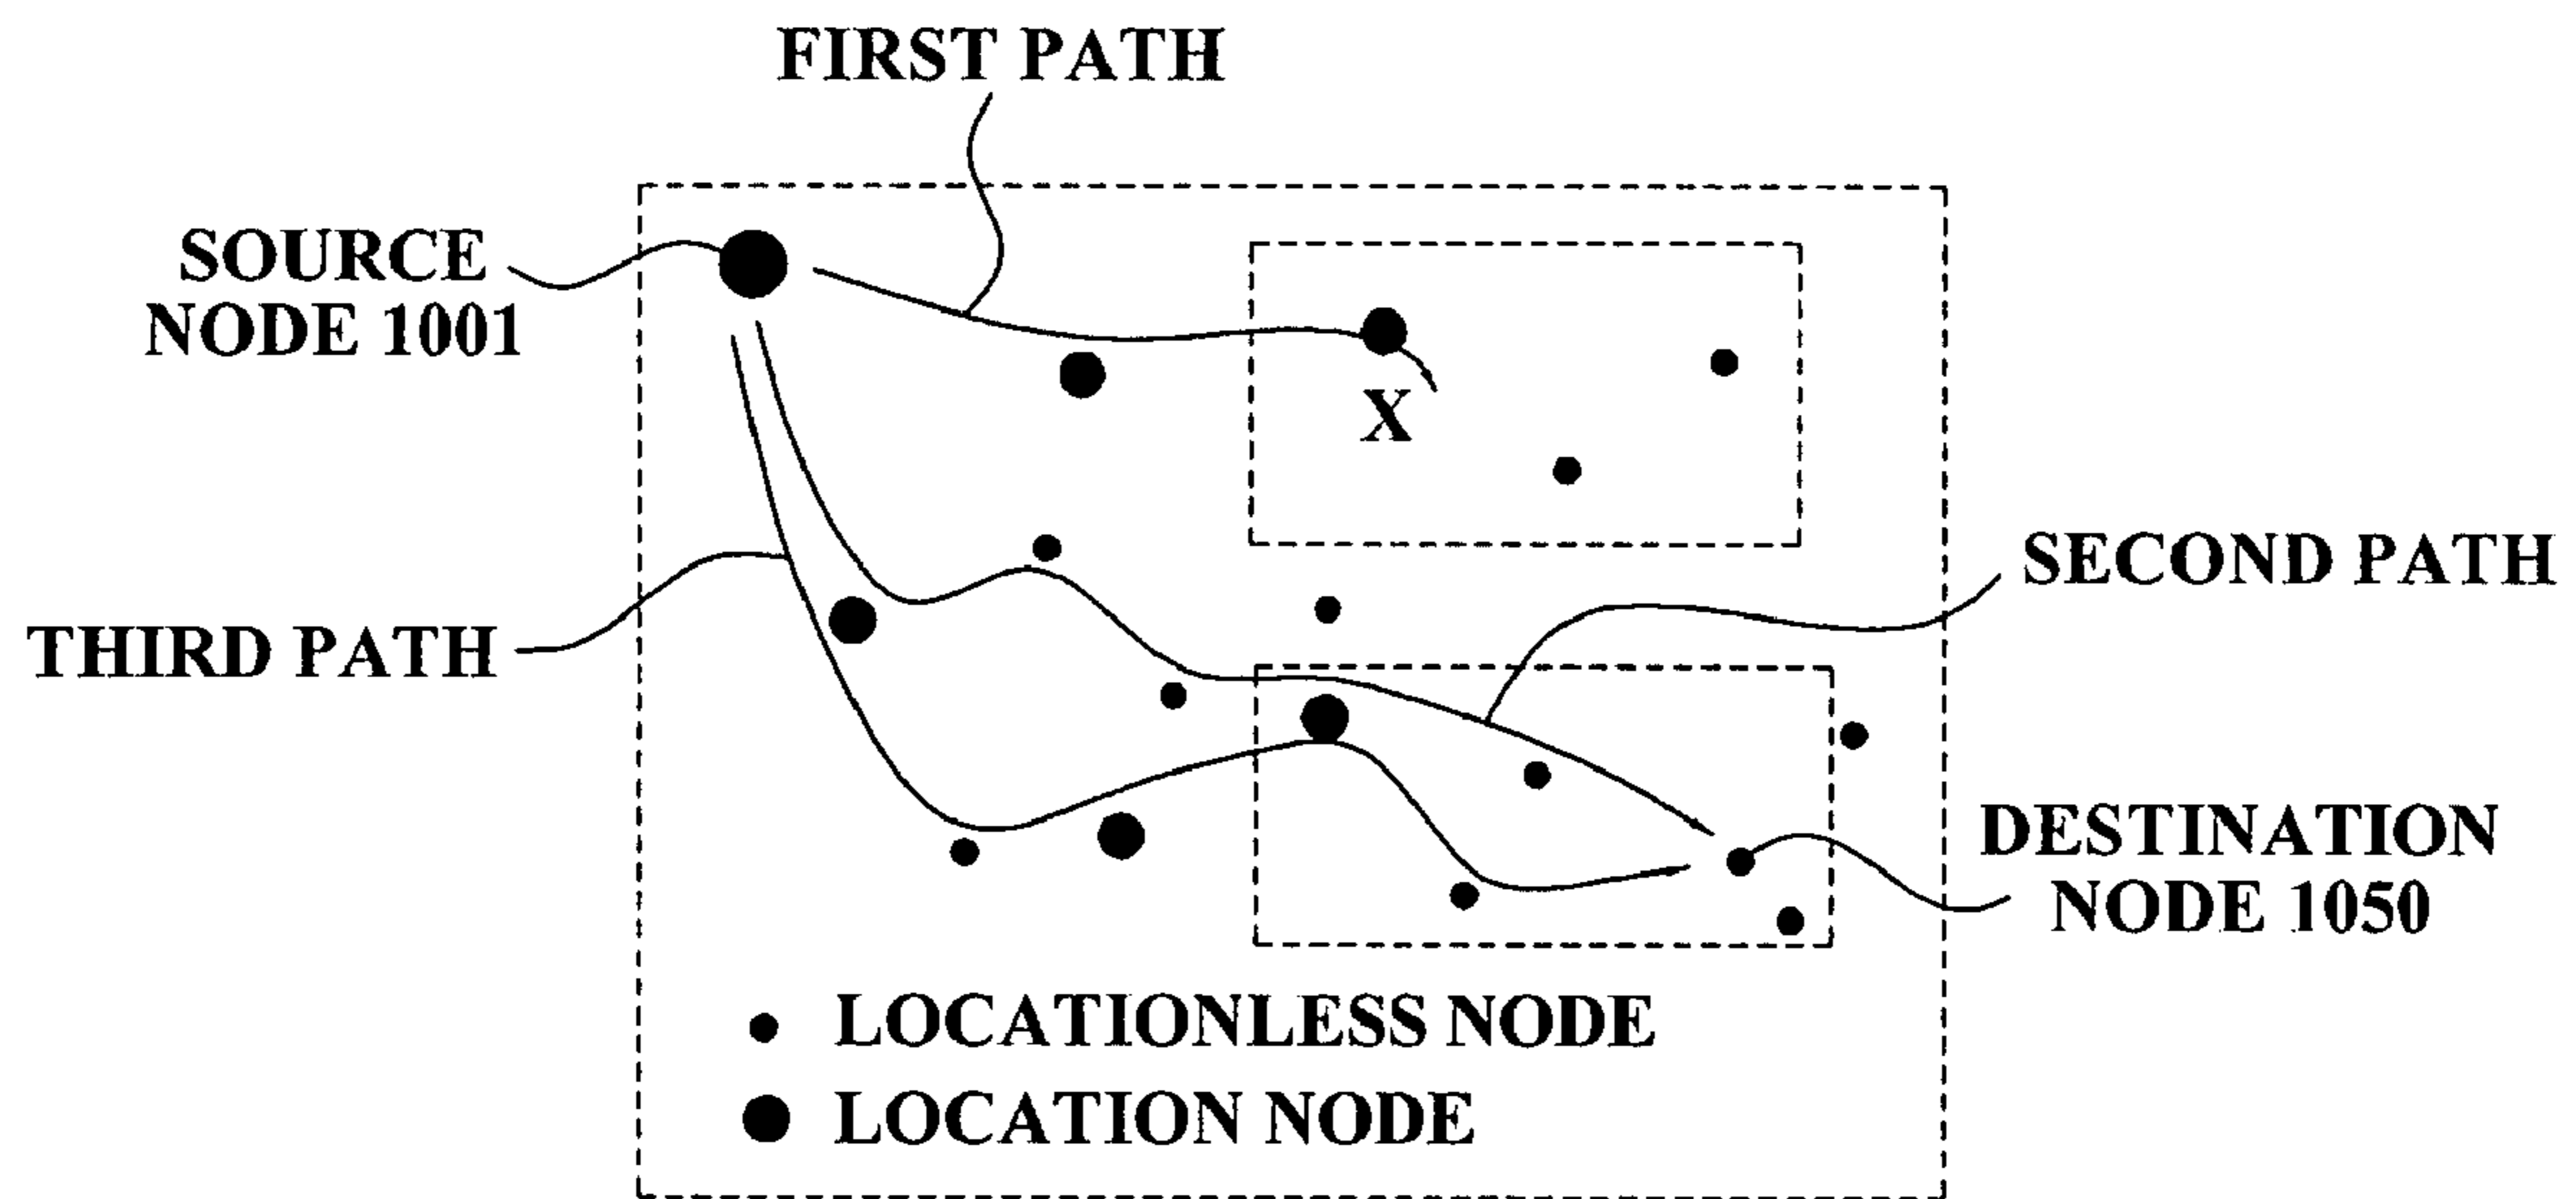 FIRST PATH
SOURCE
NODE 1001
X
SECOND PATH
THIRD PATH
DESTINATION
NODE 1050
LOCATIONLESS NODE
LOCATION NODE